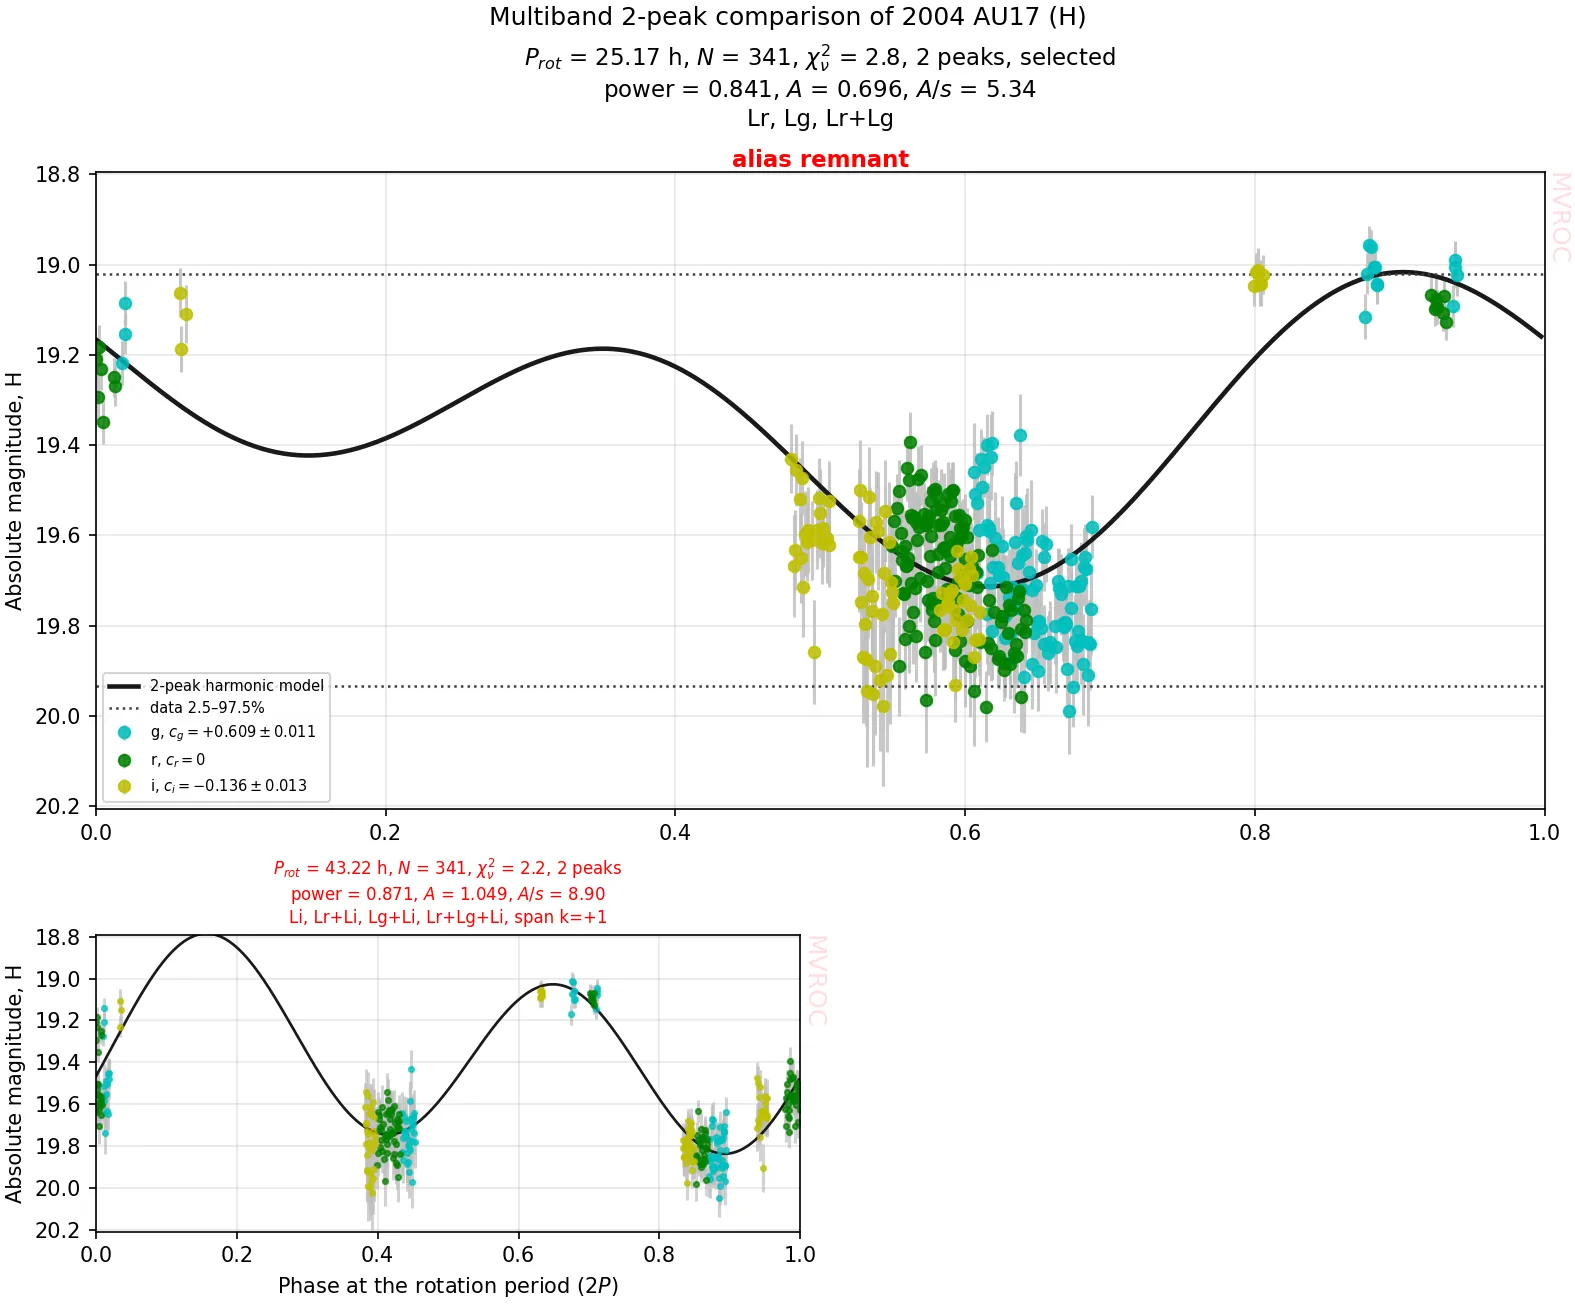 Multiband 2-peak comparison of 2004 AU17 (H)
P_rot = 25.17 h, N = 341, χ²_ν = 2.8, 2 peaks, selected
power = 0.841, A = 0.696, A/s = 5.34
Lr, Lg, Lr+Lg
alias remnant
MVROC
18.8
19.0
19.2
19.4
19.6
19.8
20.0
20.2
Absolute magnitude, H
2-peak harmonic model
data 2.5–97.5%
g, c_g = +0.609 ± 0.011
r, c_r = 0
i, c_i = −0.136 ± 0.013
0.0 0.2 0.4 0.6 0.8 1.0
P_rot = 43.22 h, N = 341, χ²_ν = 2.2, 2 peaks
power = 0.871, A = 1.049, A/s = 8.90
Li, Lr+Li, Lg+Li, Lr+Lg+Li, span k=+1
MVROC
18.8
19.0
19.2
19.4
19.6
19.8
20.0
20.2
Absolute magnitude, H
0.0 0.2 0.4 0.6 0.8 1.0
Phase at the rotation period (2P)